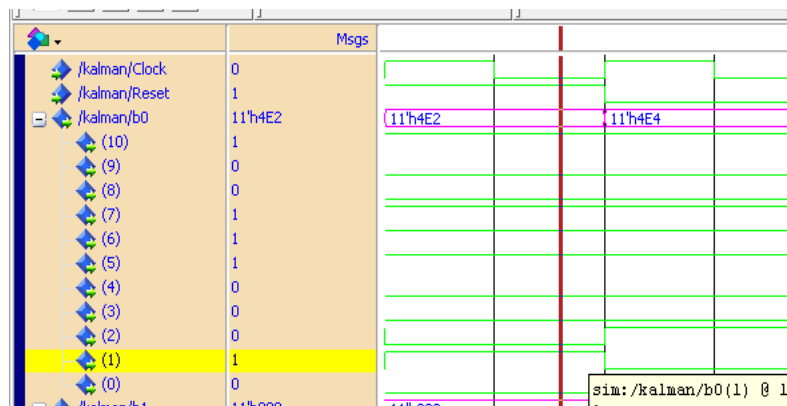 Msgs
/kalman/Clock 0
/kalman/Reset 1
/kalman/b0 11'h4E2 11'h4E2 11'h4E4
(10) 1
(9) 0
(8) 0
(7) 1
(6) 1
(5) 1
(4) 0
(3) 0
(2) 0
(1) 1
(0) 0
sim:/kalman/b0(1) @ 1